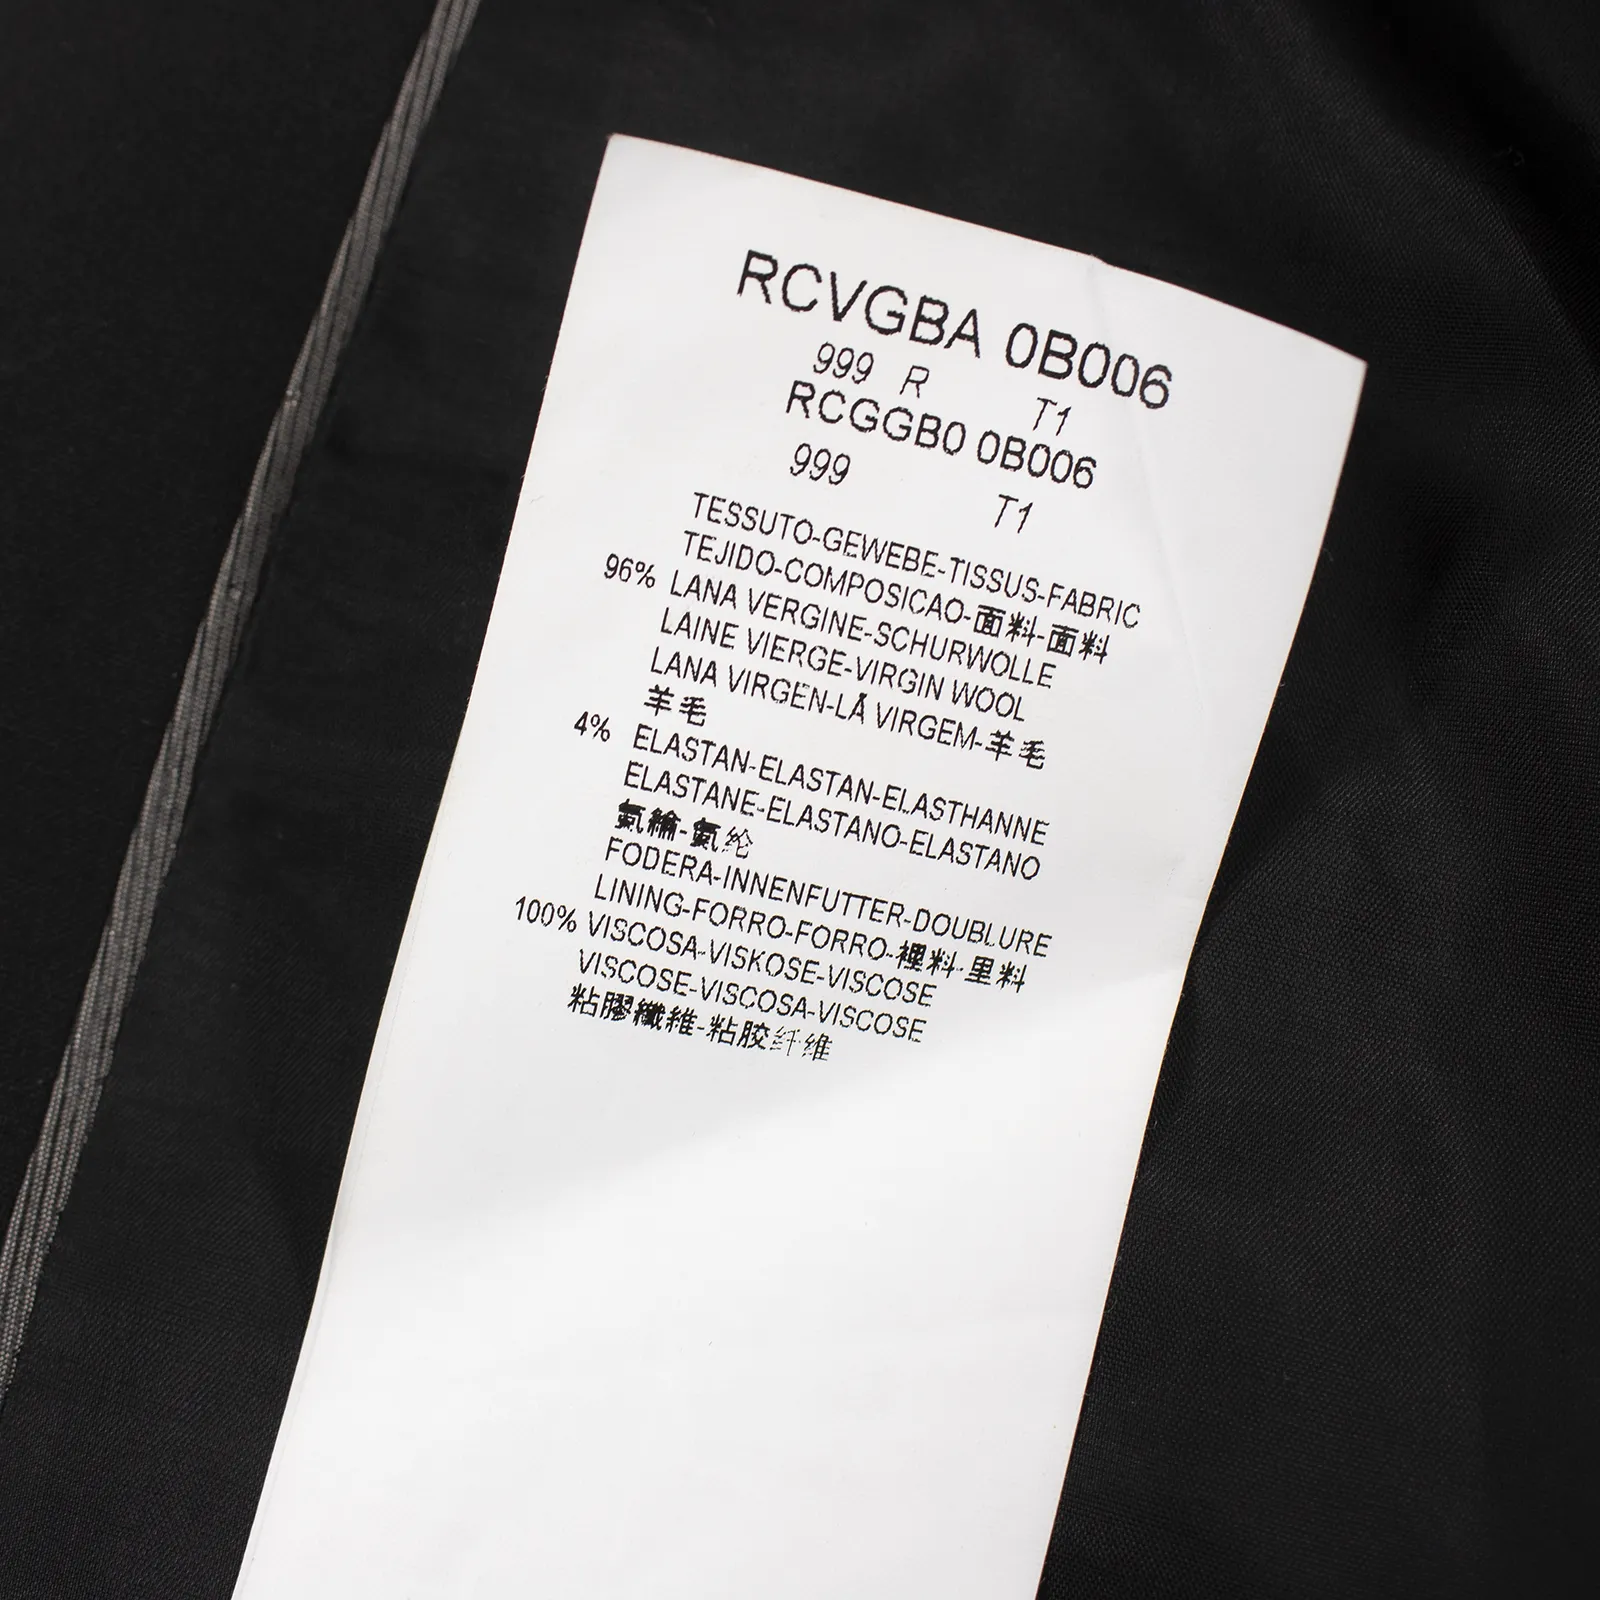 RCVGBA 0B006
999 R T1
RCGGB0 0B006
999 T1
TESSUTO-GEWEBE-TISSUS-FABRIC
TEJIDO-COMPOSICAO-面料-面料
96% LANA VERGINE-SCHURWOLLE
LAINE VIERGE-VIRGIN WOOL
LANA VIRGEN-LÃ VIRGEM-羊毛
羊毛
4% ELASTAN-ELASTAN-ELASTHANNE
ELASTANE-ELASTANO-ELASTANO
氨綸-氨纶
FODERA-INNENFUTTER-DOUBLURE
LINING-FORRO-FORRO-裡料-里料
100% VISCOSA-VISKOSE-VISCOSE
VISCOSE-VISCOSA-VISCOSE
粘膠纖維-粘胶纤维